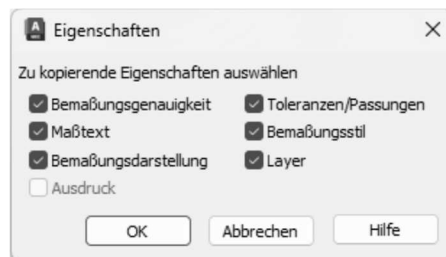 Eigenschaften
Zu kopierende Eigenschaften auswählen
Bemaßungsgenauigkeit
Toleranzen/Passungen
Maßtext
Bemaßungsstil
Bemaßungsdarstellung
Layer
Ausdruck
OK
Abbrechen
Hilfe